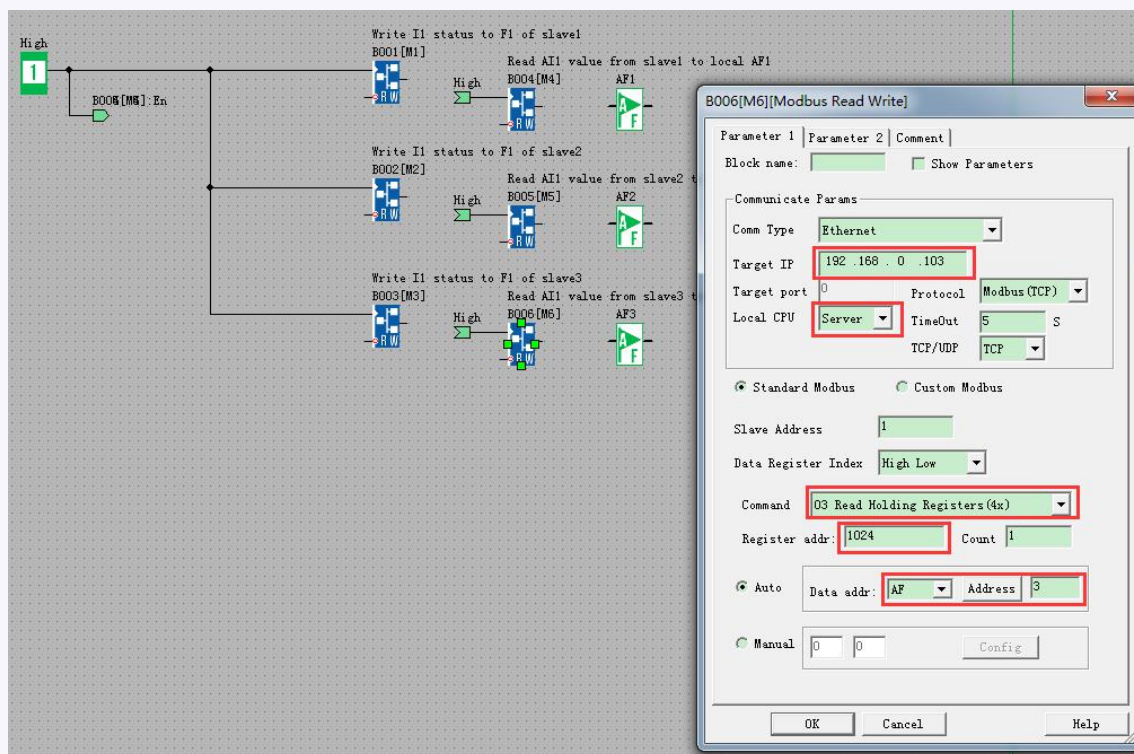 High
1
B00█[M█]:En
Write I1 status to F1 of slave1
B001[M1]
RW
Read AI1 value from slave1 to local AF1
High
B004[M4]
RW
AF1
A
F
Write I1 status to F1 of slave2
B002[M2]
RW
Read AI1 value from slave2 t
High
B005[M5]
RW
AF2
A
F
Write I1 status to F1 of slave3
B003[M3]
RW
Read AI1 value from slave3 t
High
B006[M6]
RW
AF3
A
F
B006[M6][Modbus Read Write]
Parameter 1 Parameter 2 Comment
Block name: Show Parameters
Communicate Params
Comm Type Ethernet
Target IP 192 .168 . 0 .103
Target port 0 Protocol Modbus(TCP)
Local CPU Server TimeOut 5 S
TCP/UDP TCP
Standard Modbus Custom Modbus
Slave Address 1
Data Register Index High Low
Command 03 Read Holding Registers(4x)
Register addr: 1024 Count 1
Auto Data addr: AF Address 3
Manual 0 0 Config
OK Cancel Help